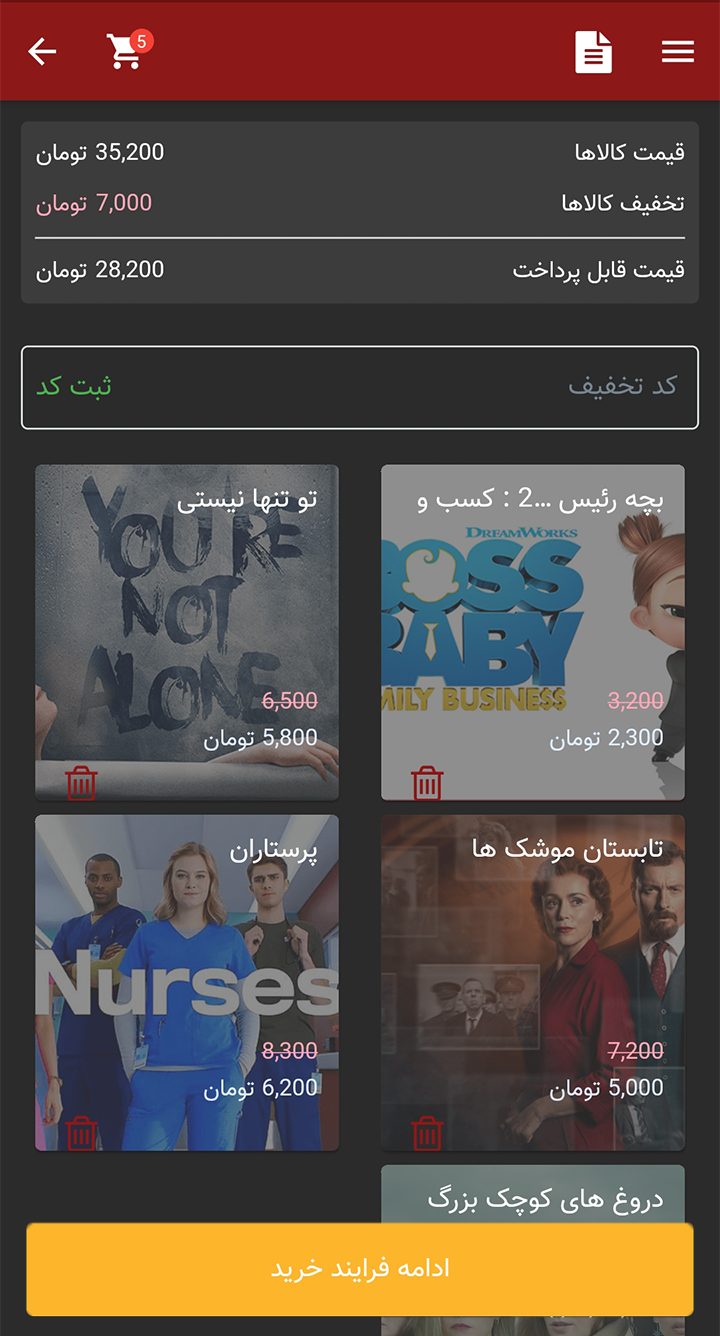 5
قیمت کالاها 35,200 تومان
تخفیف کالاها 7,000 تومان
قیمت قابل پرداخت 28,200 تومان
کد تخفیف ثبت کد
بچه رئیس ...2 : کسب و
DREAMWORKS
BOSS
BABY
MILY BUSINESS
3,200
2,300 تومان
تو تنها نیستی
YOU'RE
NOT
ALONE
6,500
5,800 تومان
تابستان موشک ها
7,200
5,000 تومان
پرستاران
Nurses
8,300
6,200 تومان
دروغ های کوچک بزرگ
ادامه فرایند خرید